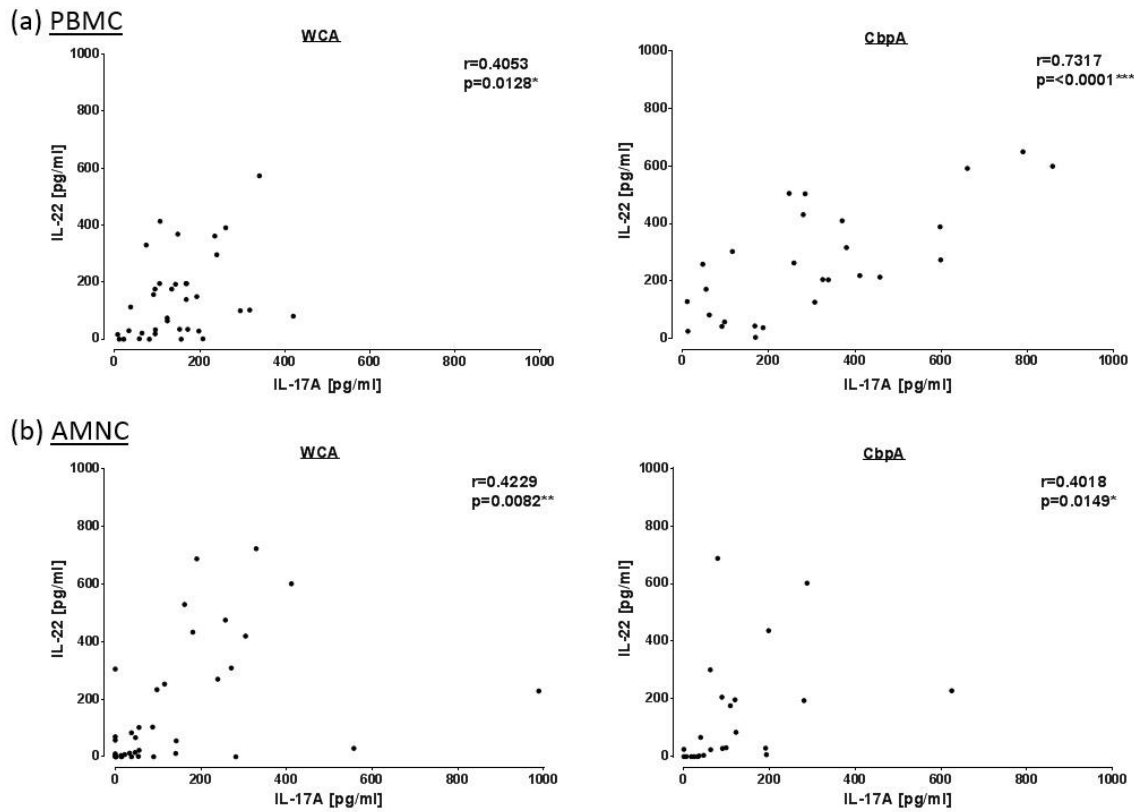 (a) PBMC
WCA
r=0.4053
p=0.0128*
1000
800
600
400
200
0
IL-22 [pg/ml]
0 200 400 600 800 1000
IL-17A [pg/ml]
CbpA
r=0.7317
p=<0.0001***
1000
800
600
400
200
0
IL-22 [pg/ml]
0 200 400 600 800 1000
IL-17A [pg/ml]
(b) AMNC
WCA
r=0.4229
p=0.0082**
1000
800
600
400
200
0
IL-22 [pg/ml]
0 200 400 600 800 1000
IL-17A [pg/ml]
CbpA
r=0.4018
p=0.0149*
1000
800
600
400
200
0
IL-22 [pg/ml]
0 200 400 600 800 1000
IL-17A [pg/ml]